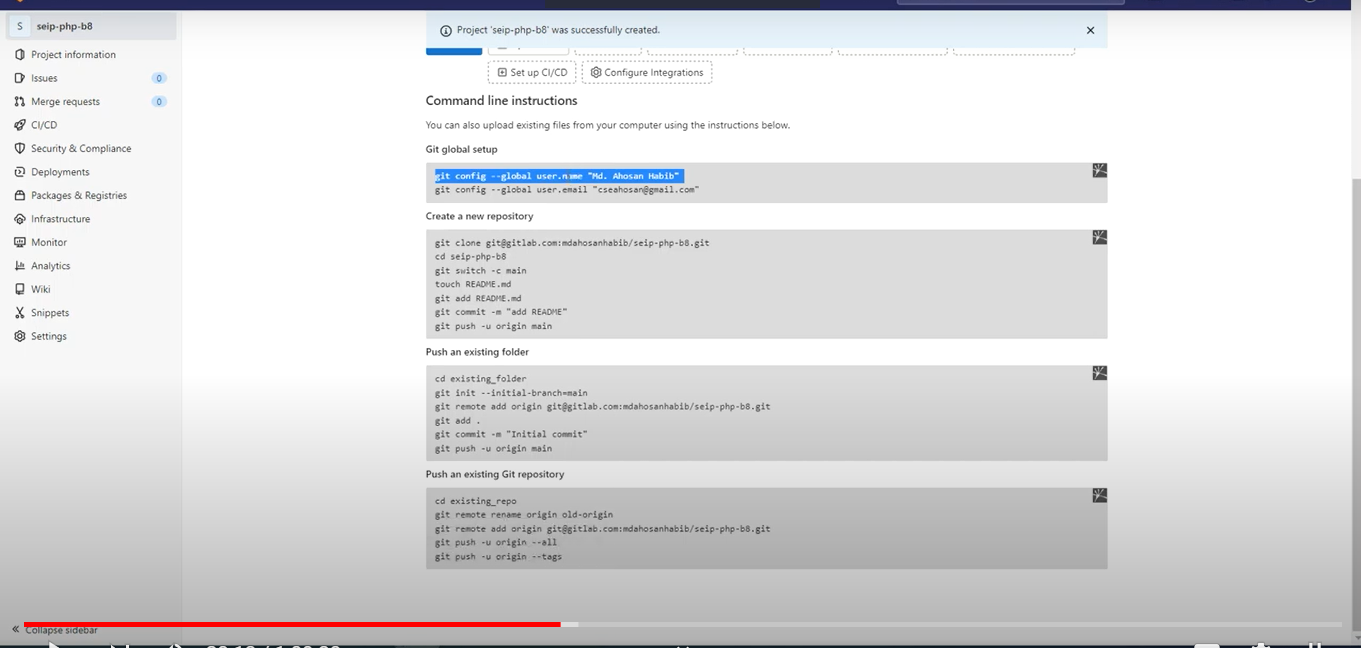 S seip-php-b8
Project 'seip-php-b8' was successfully created.
Project information
Issues 0
Merge requests 0
CI/CD
Security & Compliance
Deployments
Packages & Registries
Infrastructure
Monitor
Analytics
Wiki
Snippets
Settings
Collapse sidebar
Set up CI/CD Configure Integrations
Command line instructions
You can also upload existing files from your computer using the instructions below.
Git global setup
git config --global user.name "Md. Ahosan Habib"
git config --global user.email "cseahosan@gmail.com"
Create a new repository
git clone git@gitlab.com:mdahosanhabib/seip-php-b8.git
cd seip-php-b8
git switch -c main
touch README.md
git add README.md
git commit -m "add README"
git push -u origin main
Push an existing folder
cd existing_folder
git init --initial-branch=main
git remote add origin git@gitlab.com:mdahosanhabib/seip-php-b8.git
git add .
git commit -m "Initial commit"
git push -u origin main
Push an existing Git repository
cd existing_repo
git remote rename origin old-origin
git remote add origin git@gitlab.com:mdahosanhabib/seip-php-b8.git
git push -u origin --all
git push -u origin --tags